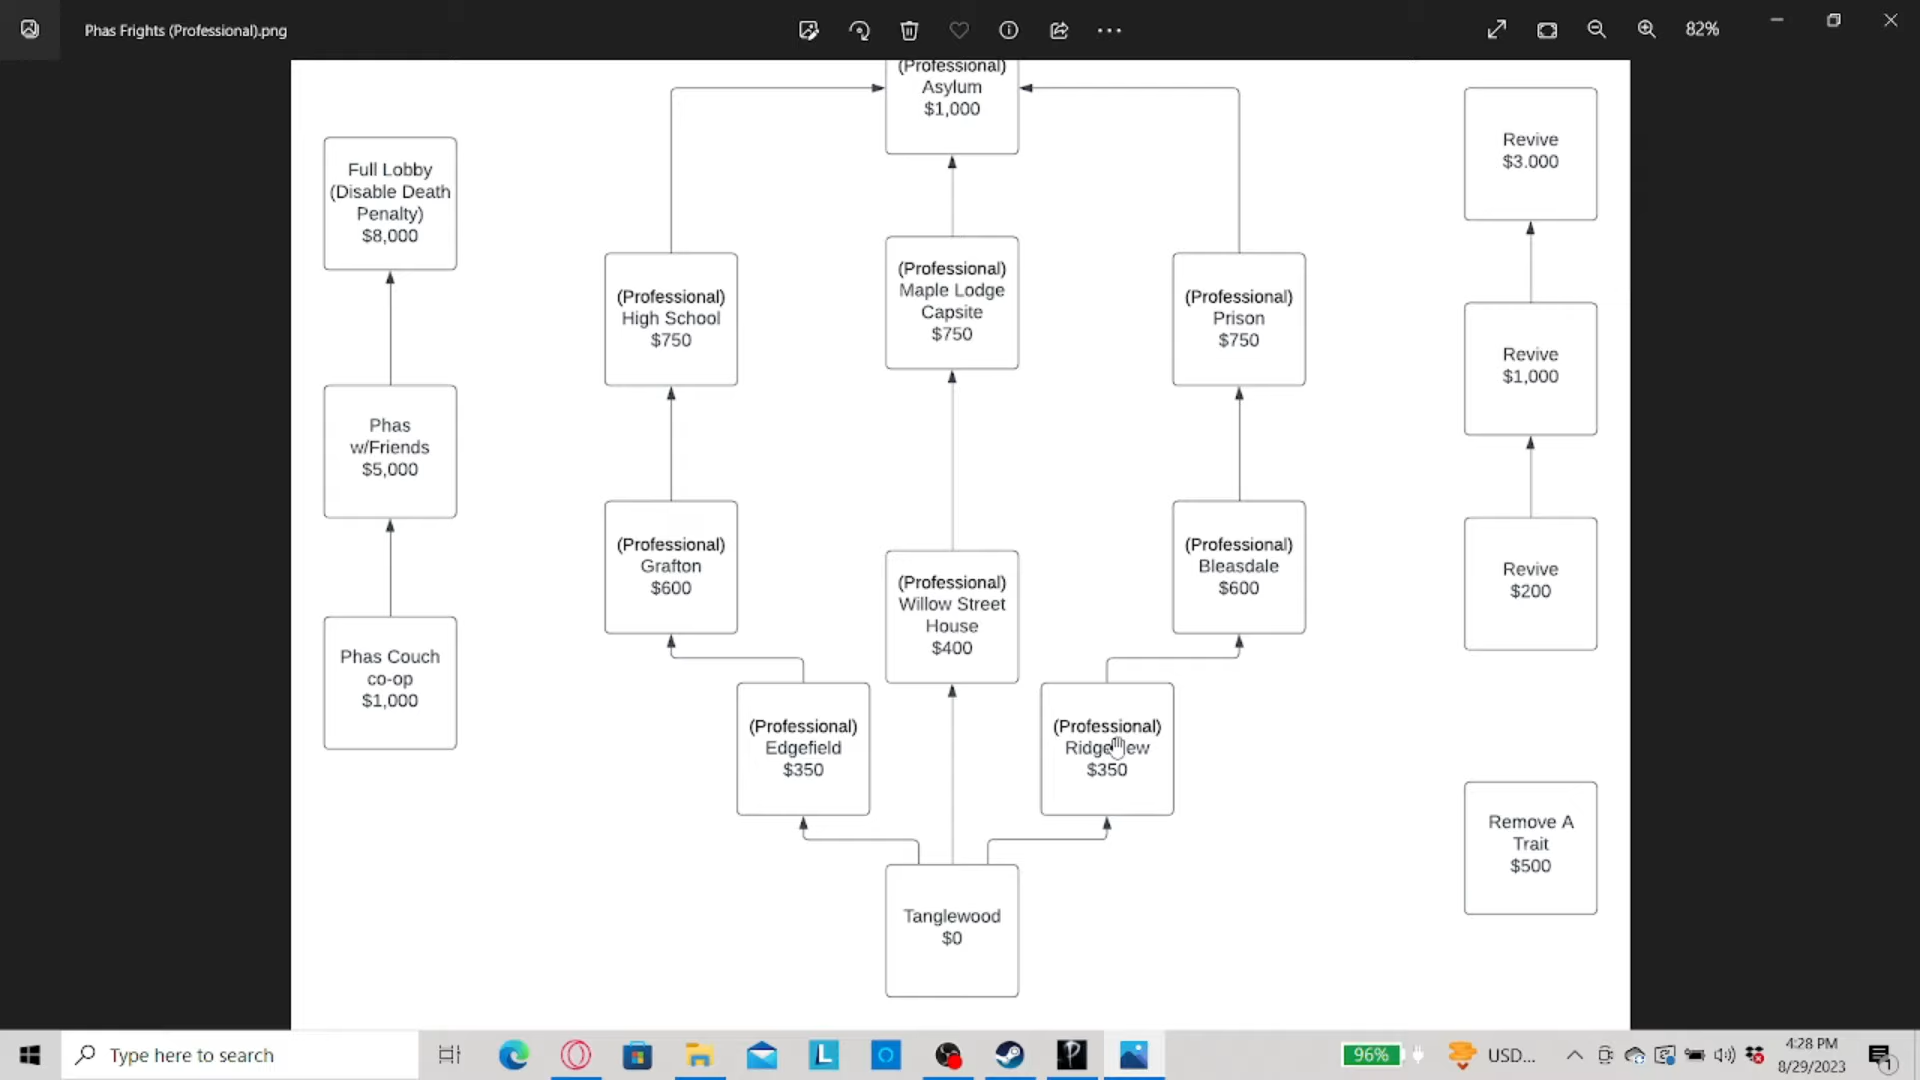 Phas Frights (Professional).png
82%
(Professional)
Asylum
$1,000
Full Lobby
(Disable Death
Penalty)
$8,000
Revive
$3.000
(Professional)
High School
$750
(Professional)
Maple Lodge
Capsite
$750
(Professional)
Prison
$750
Revive
$1,000
Phas
w/Friends
$5,000
(Professional)
Grafton
$600
(Professional)
Willow Street
House
$400
(Professional)
Bleasdale
$600
Revive
$200
Phas Couch
co-op
$1,000
(Professional)
Edgefield
$350
(Professional)
$350
Remove A
Trait
$500
Tanglewood
$0
Type here to search
L
P
96%
USD...
4:28 PM
8/29/2023
1